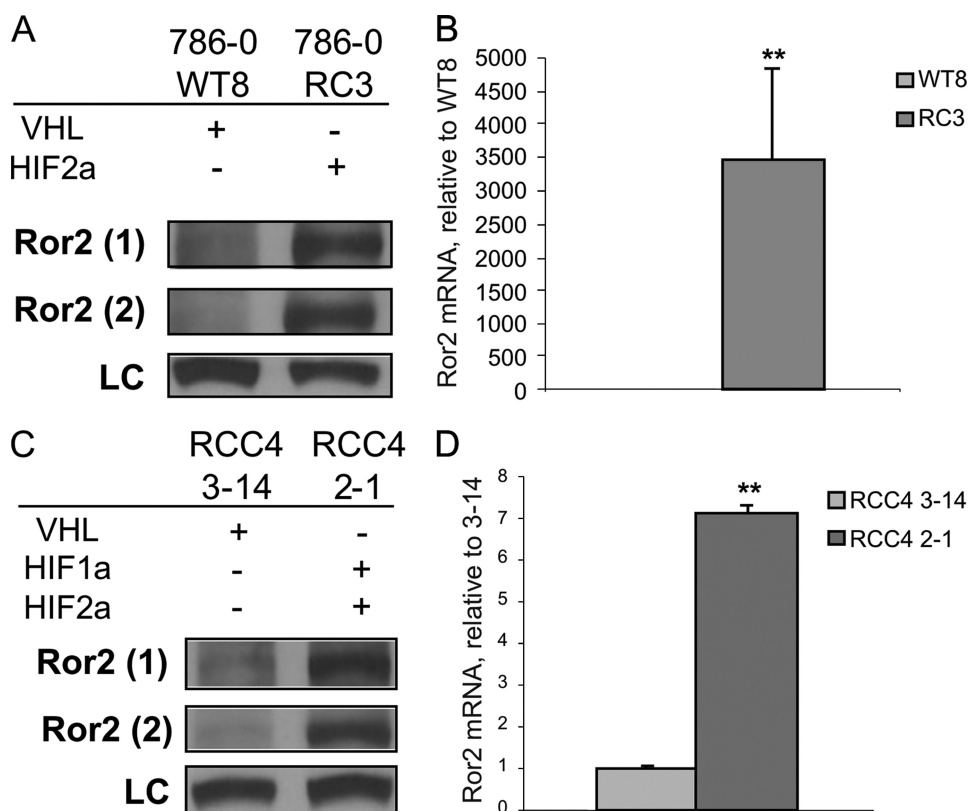 A
786-0 786-0
WT8 RC3
VHL + -
HIF2a - +
Ror2 (1)
Ror2 (2)
LC
B
Ror2 mRNA, relative to WT8
5000
4500
4000
3500
3000
2500
2000
1500
1000
500
0
**
WT8
RC3
C
RCC4 RCC4
3-14 2-1
VHL + -
HIF1a - +
HIF2a - +
Ror2 (1)
Ror2 (2)
LC
D
Ror2 mRNA, relative to 3-14
8
7
6
5
4
3
2
1
0
**
RCC4 3-14
RCC4 2-1